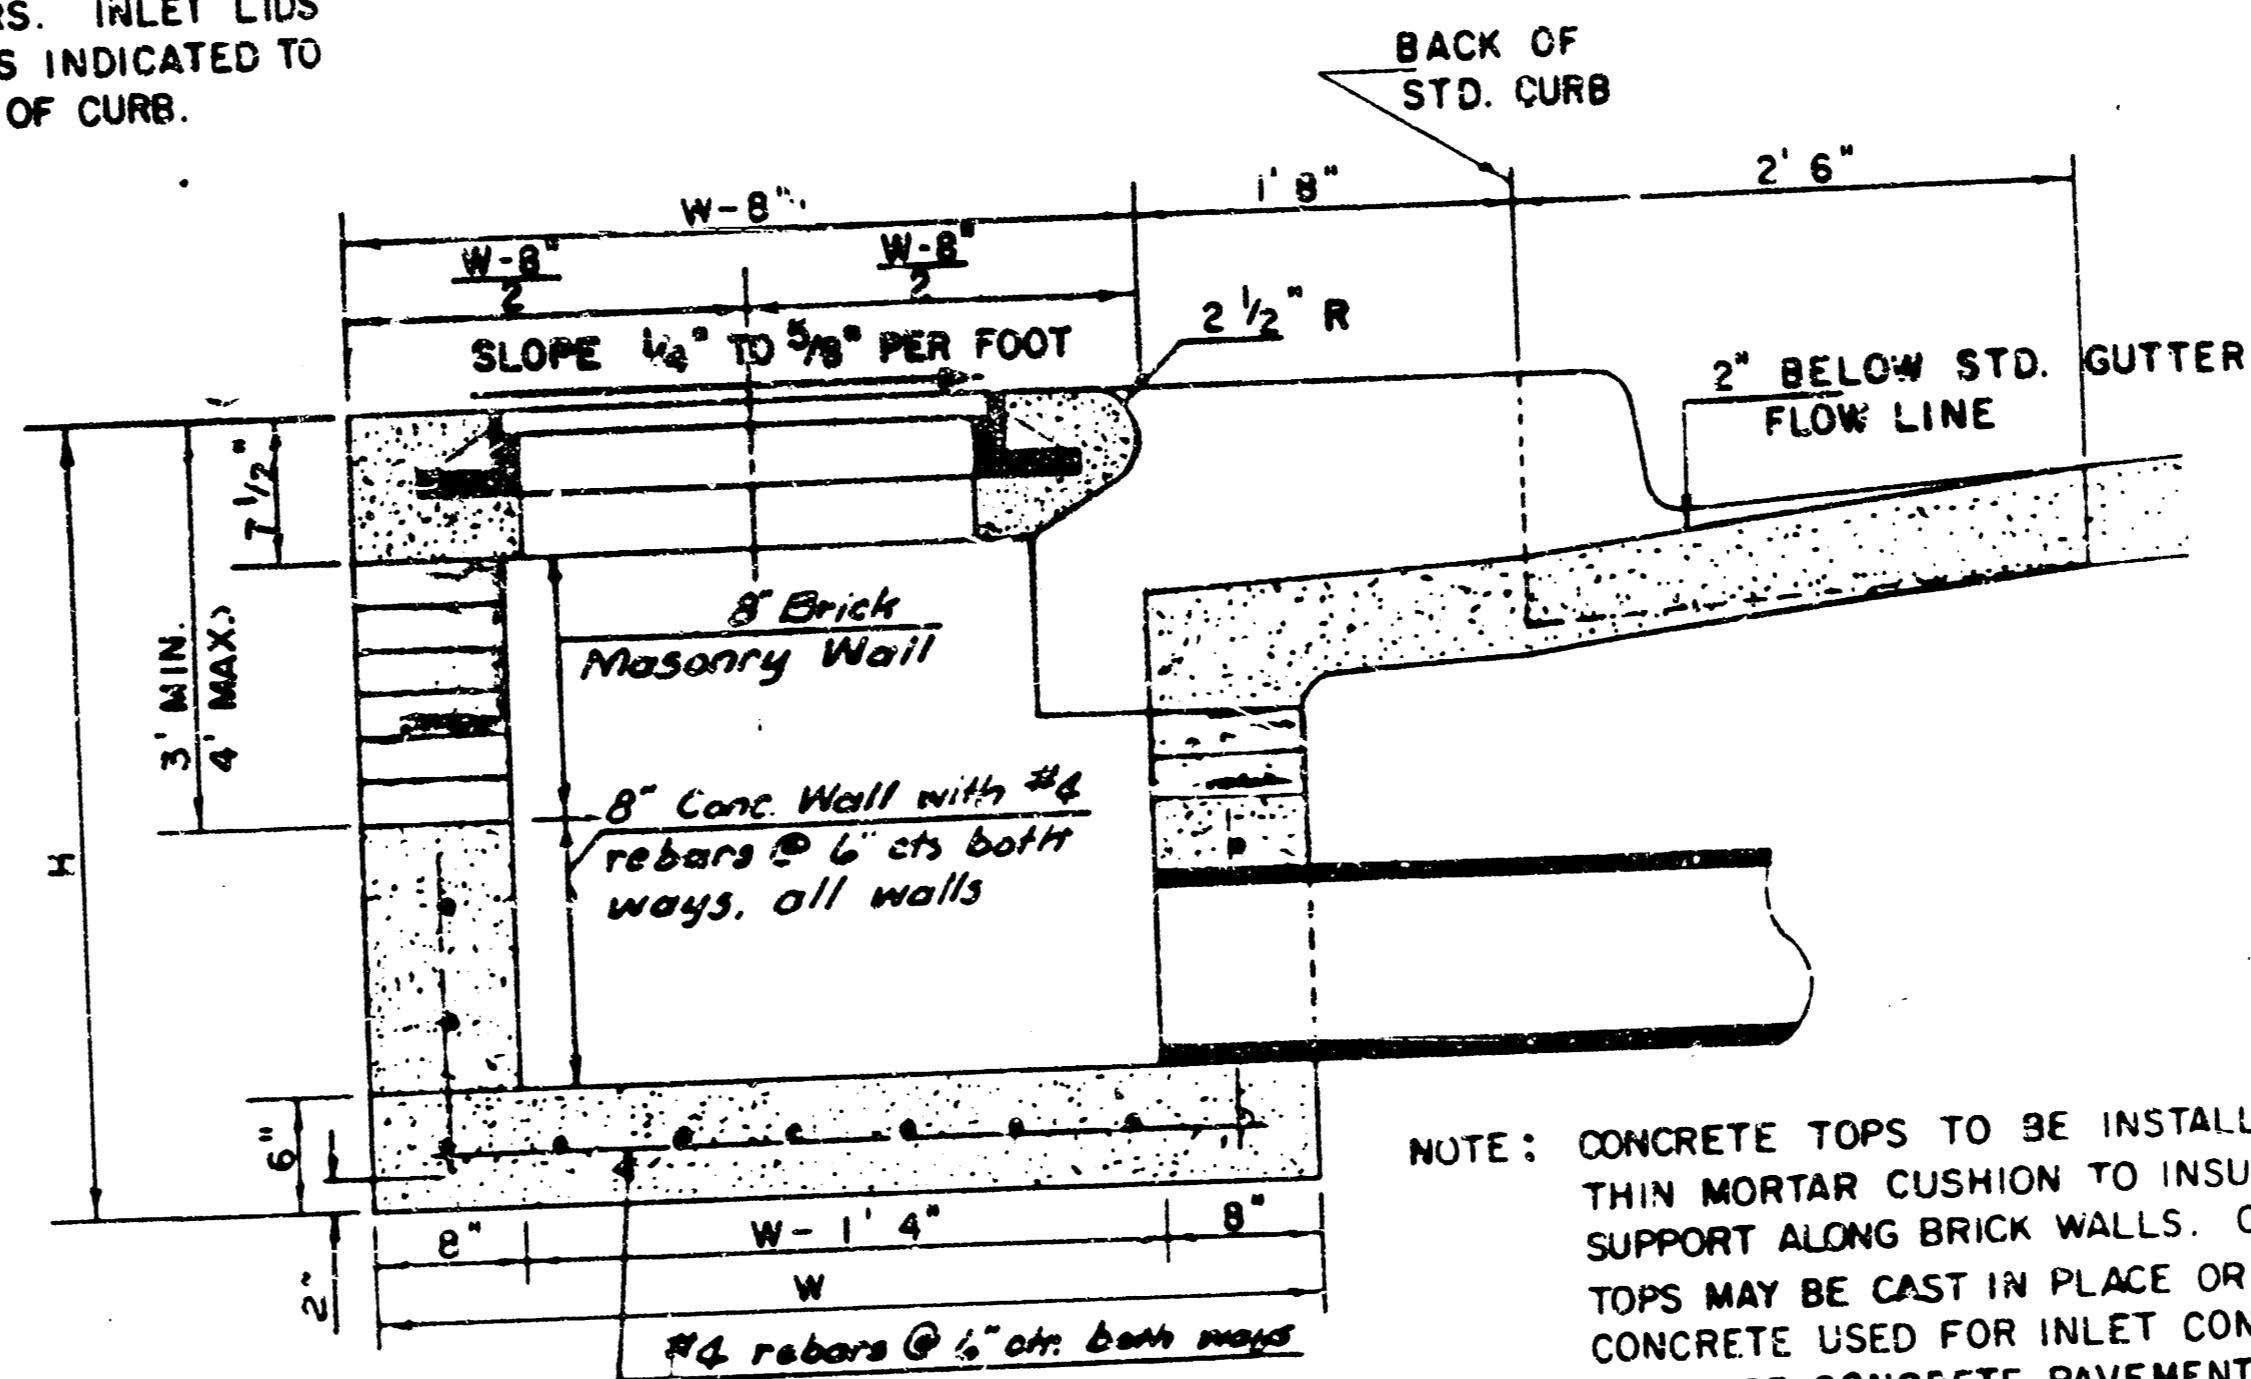 RS. INLET LIDS
S INDICATED TO
OF CURB.
BACK OF
STD. CURB
W-8"
1' 8"
2' 6"
W-8"
2
W-8"
2
SLOPE 1/4" TO 5/8" PER FOOT
2 1/2" R
2" BELOW STD. GUTTER
FLOW LINE
7 1/2"
3' MIN.
4' MAX.
H
8" Brick
Masonry Wall
8" Conc. Wall with #4
rebars @ 6" cts both
ways, all walls
6"
2"
8"
W - 1' 4"
8"
W
#4 rebars @ 6" ctr. both ways
NOTE: CONCRETE TOPS TO BE INSTALL
THIN MORTAR CUSHION TO INSU
SUPPORT ALONG BRICK WALLS. C
TOPS MAY BE CAST IN PLACE OR
CONCRETE USED FOR INLET CON
CONCRETE PAVEMENT